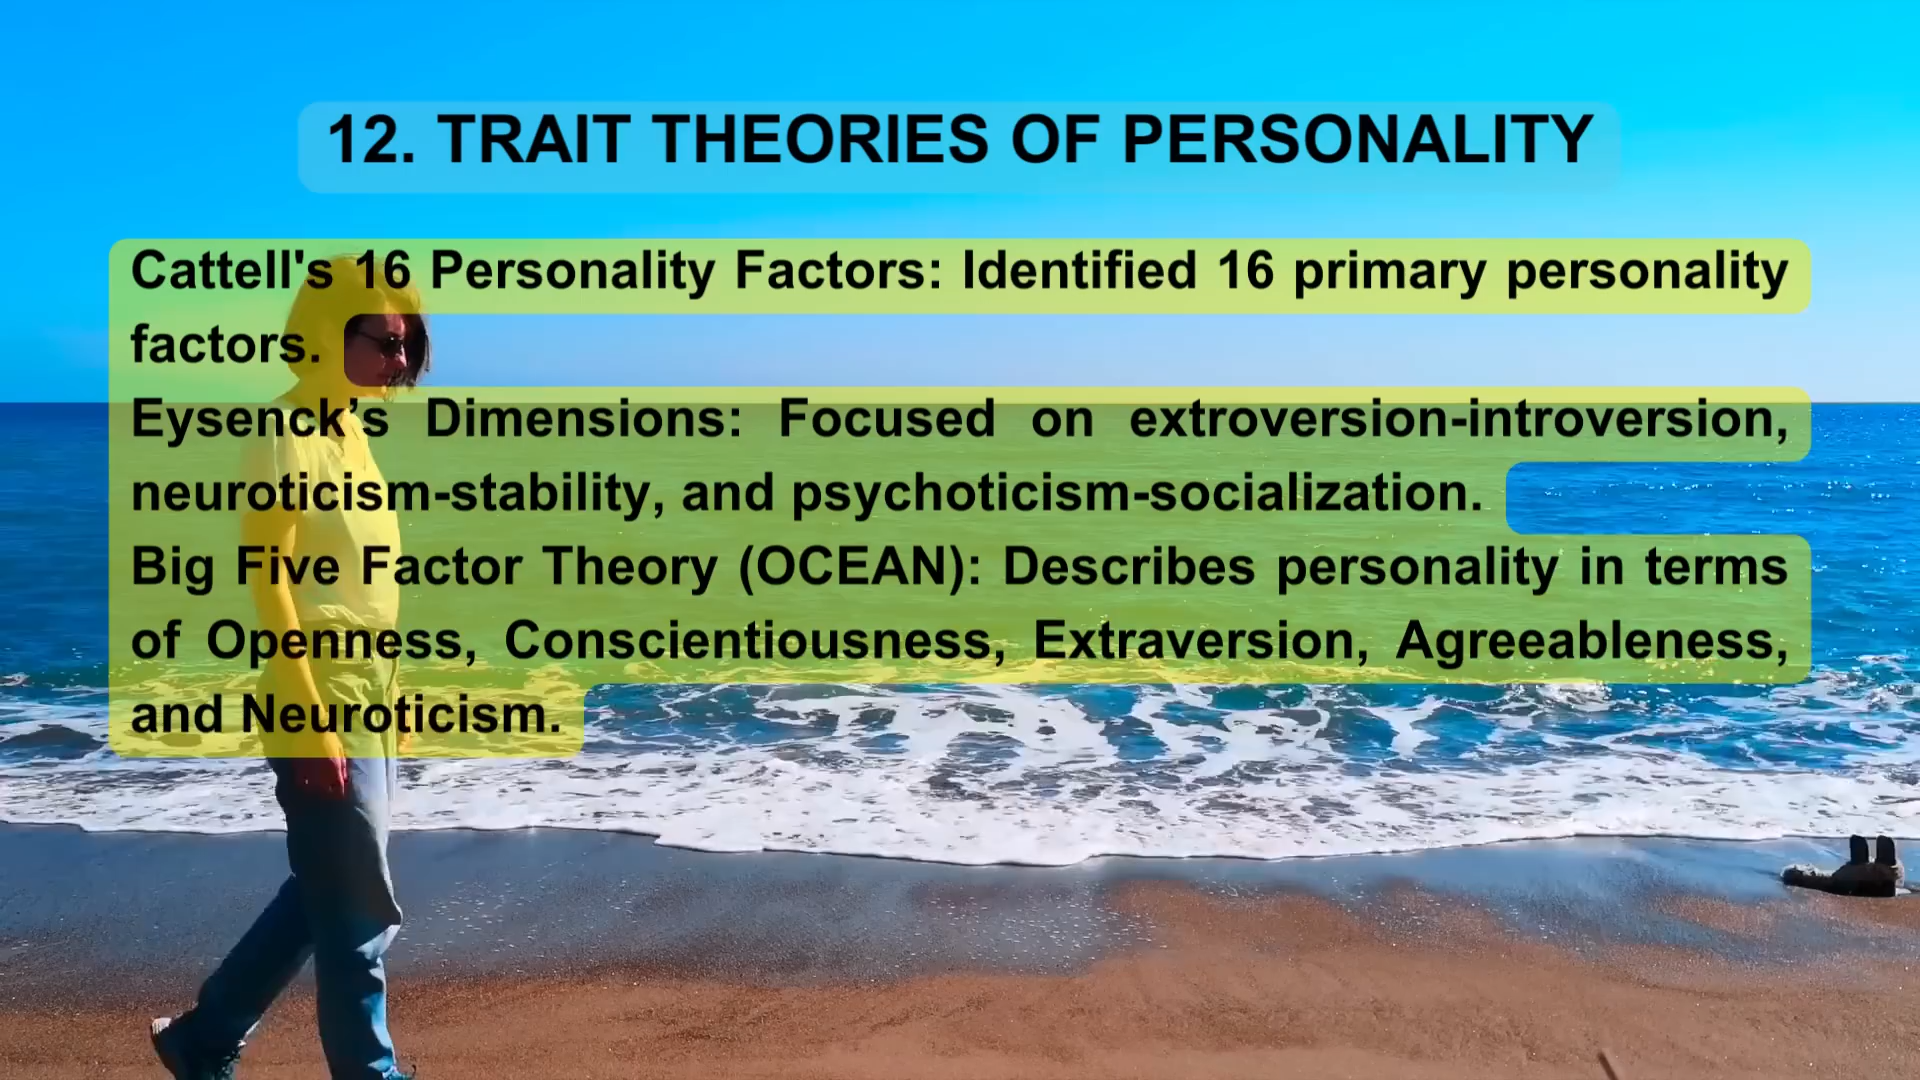 12. TRAIT THEORIES OF PERSONALITY
Cattell's 16 Personality Factors: Identified 16 primary personality
factors.
Eysenck’s Dimensions: Focused on extroversion-introversion,
neuroticism-stability, and psychoticism-socialization.
Big Five Factor Theory (OCEAN): Describes personality in terms
of Openness, Conscientiousness, Extraversion, Agreeableness,
and Neuroticism.